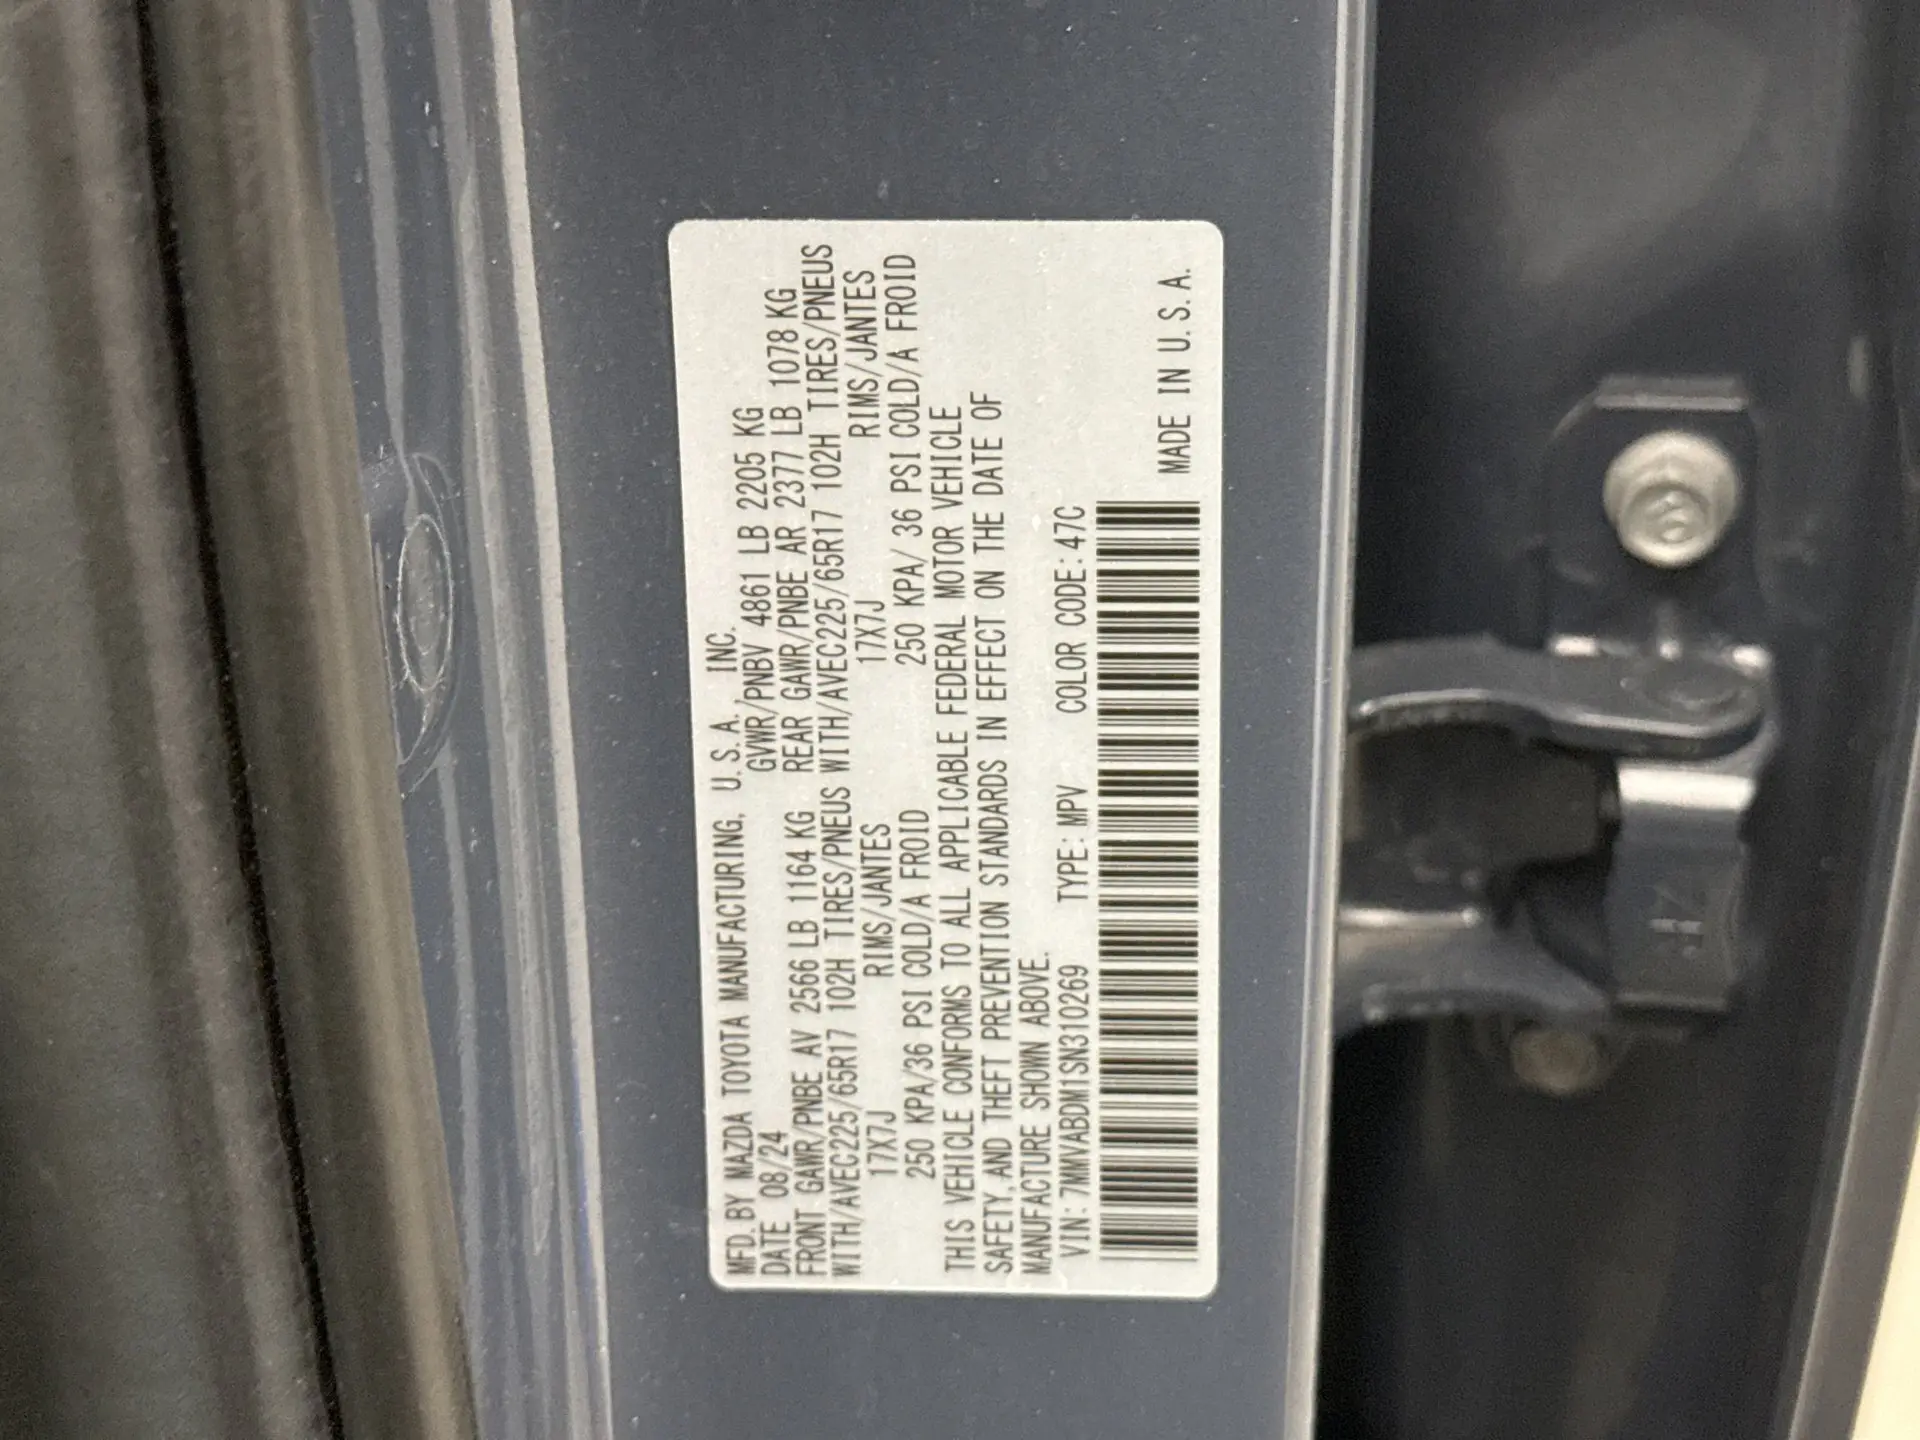 MFD. BY MAZDA TOYOTA MANUFACTURING, U. S. A. INC.
DATE 08/24 GVWR/PNBV 4861 LB 2205 KG
FRONT GAWR/PNBE AV 2566 LB 1164 KG REAR GAWR/PNBE AR 2377 LB 1078 KG
WITH/AVEC225/65R17 102H TIRES/PNEUS WITH/AVEC225/65R17 102H TIRES/PNEUS
17X7J RIMS/JANTES 17X7J RIMS/JANTES
250 KPA/36 PSI COLD/A FROID 250 KPA/ 36 PSI COLD/A FROID
THIS VEHICLE CONFORMS TO ALL APPLICABLE FEDERAL MOTOR VEHICLE
SAFETY, AND THEFT PREVENTION STANDARDS IN EFFECT ON THE DATE OF
MANUFACTURE SHOWN ABOVE.
VIN: 7MMVABDM1SN310269 TYPE: MPV COLOR CODE: 47C
MADE IN U. S. A.